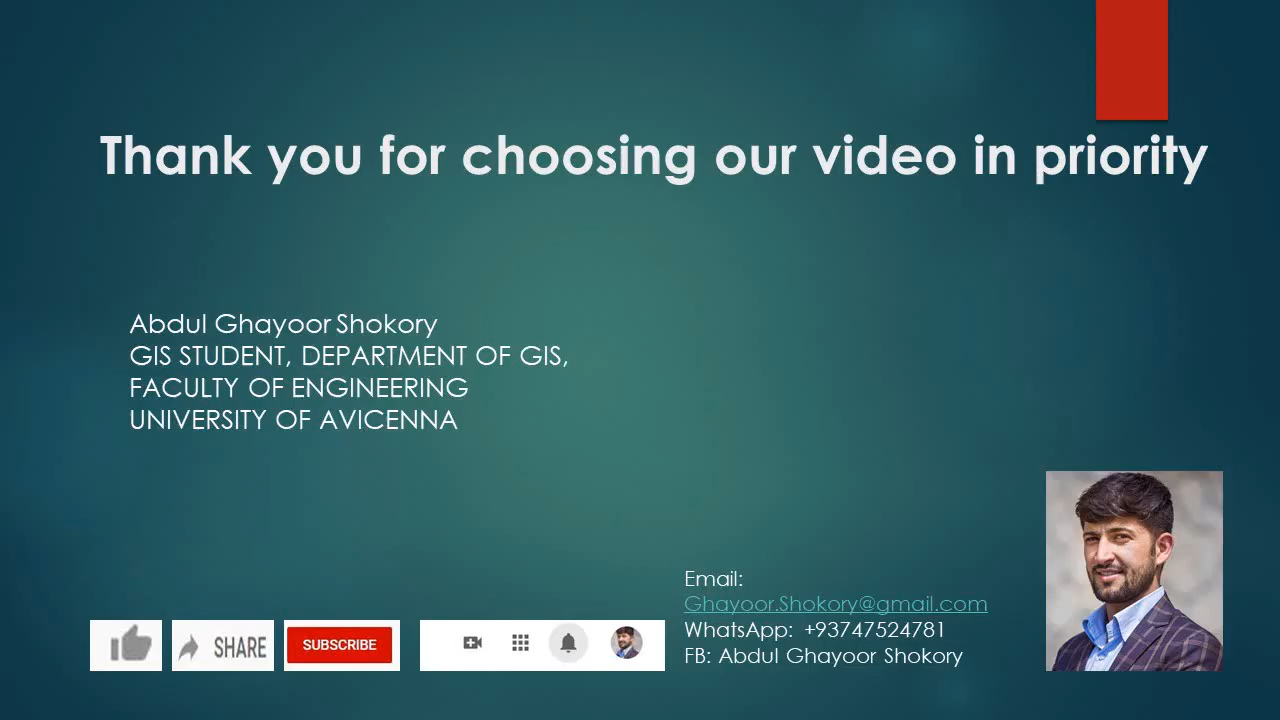 Thank you for choosing our video in priority
Abdul Ghayoor Shokory
GIS STUDENT, DEPARTMENT OF GIS,
FACULTY OF ENGINEERING
UNIVERSITY OF AVICENNA
Email:
Ghayoor.Shokory@gmail.com
WhatsApp: +93747524781
FB: Abdul Ghayoor Shokory
SHARE
SUBSCRIBE